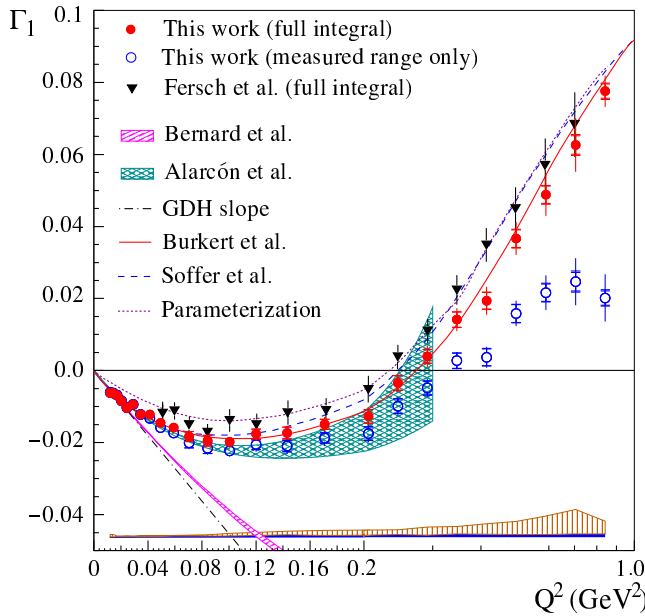 Γ1
0.1
0.08
0.06
0.04
0.02
0.0
−0.02
−0.04
This work (full integral)
This work (measured range only)
Fersch et al. (full integral)
Bernard et al.
Alarcón et al.
GDH slope
Burkert et al.
Soffer et al.
Parameterization
0 0.04 0.08 0.12 0.16 0.2 1.0
Q² (GeV²)